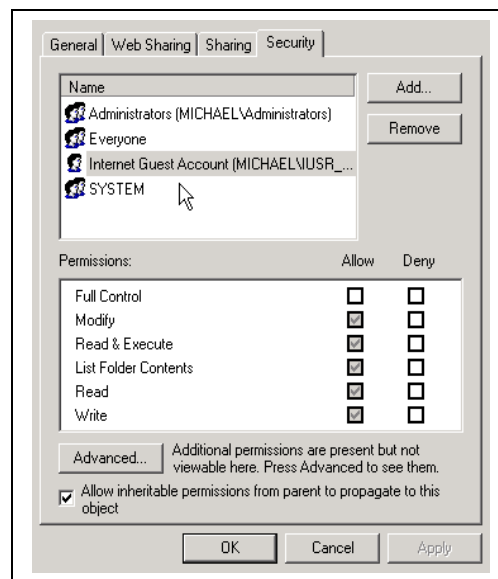 General Web Sharing Sharing Security
Name
Administrators (MICHAEL\Administrators)
Everyone
Internet Guest Account (MICHAEL\IUSR_...
SYSTEM
Add...
Remove
Permissions: Allow Deny
Full Control
Modify
Read & Execute
List Folder Contents
Read
Write
Advanced...
Additional permissions are present but not
viewable here. Press Advanced to see them.
Allow inheritable permissions from parent to propagate to this
object
OK Cancel Apply